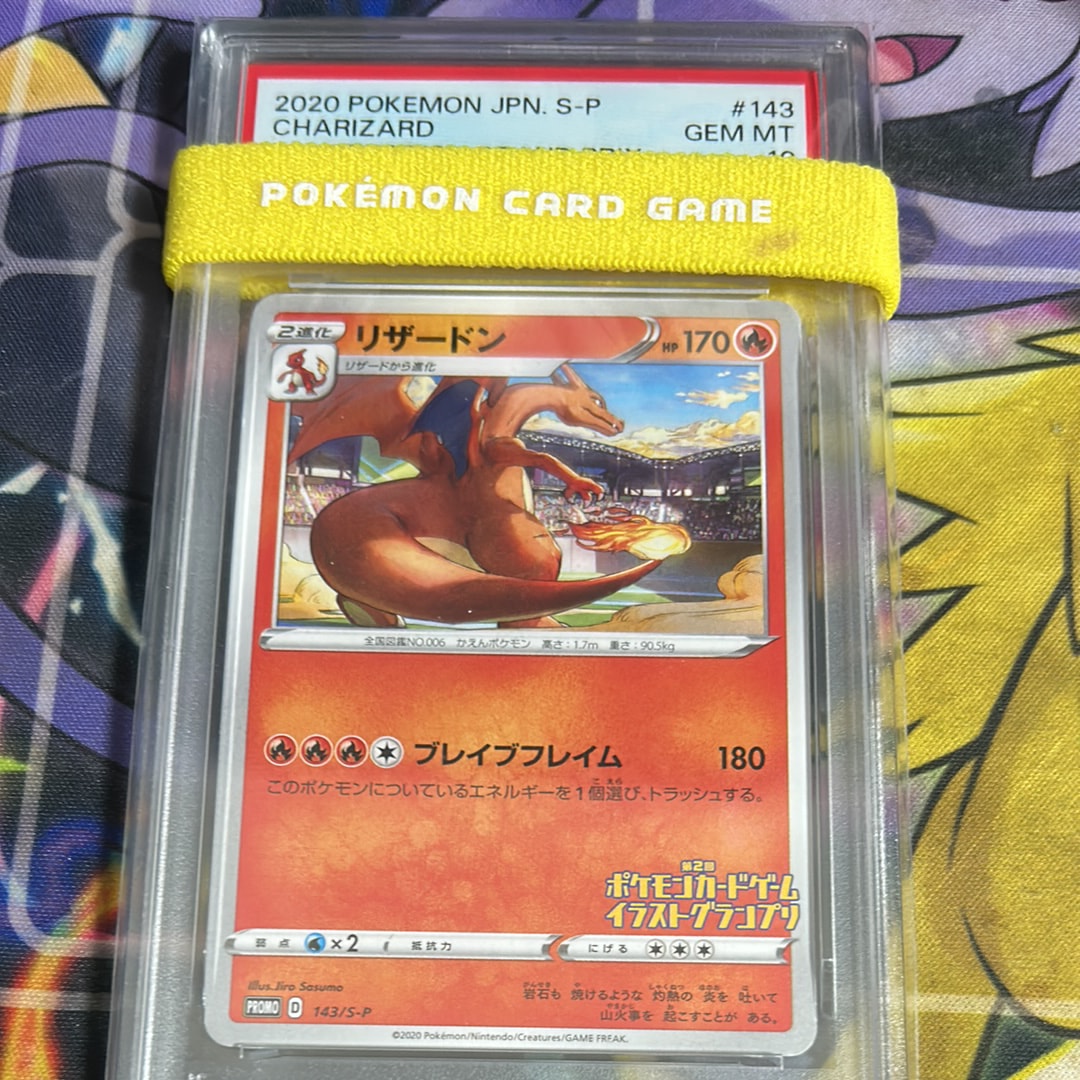 2020 POKEMON JPN. S-P #143
CHARIZARD GEM MT
POKÉMON CARD GAME
2進化 リザードン HP 170
リザードから進化
全国図鑑NO.006 かえんポケモン 高さ:1.7m 重さ:90.5kg
ブレイブフレイム 180
このポケモンについているエネルギーを1個選び、トラッシュする。
第2回
ポケモンカードゲーム
イラストグランプリ
弱点 ×2 抵抗力 にげる
illus. Jiro Sasumo
岩石も 焼けるような 灼熱の 炎を 吐いて
山火事を 起こすことが ある。
PROMO D 143/S-P
©2020 Pokémon/Nintendo/Creatures/GAME FREAK.